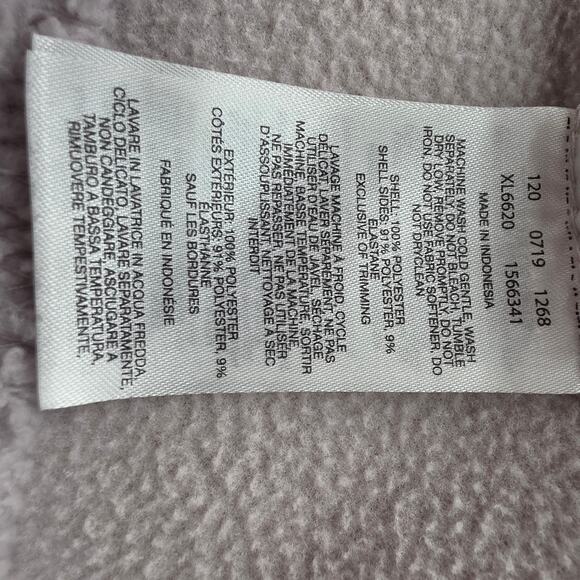 120 0719 1268
XL6620 1566341
MADE IN INDONESIA
MACHINE WASH COLD GENTLE, WASH
SEPARATELY, DO NOT BLEACH, TUMBLE
DRY LOW, REMOVE PROMPTLY, DO NOT
IRON, DO NOT USE FABRIC SOFTENER, DO
NOT DRYCLEAN
SHELL: 100% POLYESTER
SHELL SIDES: 91% POLYESTER, 9%
ELASTANE
EXCLUSIVE OF TRIMMING
LAVAGE MACHINE À FROID, CYCLE
DÉLICAT, LAVER SÉPARÉMENT, NE PAS
UTILISER D'EAU DE JAVEL, SÉCHAGE
MACHINE, BASSE TEMPÉRATURE, SORTIR
IMMÉDIATEMENT DE LA MACHINE,
NE PAS REPASSER, NE PAS UTILISER
D'ASSOUPLISSANT, NETTOYAGE À SEC
INTERDIT
EXTÉRIEUR: 100% POLYESTER
CÔTÉS EXTÉRIEURS: 91% POLYESTER, 9%
ÉLASTHANNE
SAUF LES BORDURES
FABRIQUÉ EN INDONÉSIE
LAVARE IN LAVATRICE IN ACQUA FREDDA,
CICLO DELICATO, LAVARE SEPARATAMENTE,
NON CANDEGGIARE, ASCIUGARE A
TAMBURO A BASSA TEMPERATURA,
RIMUOVERE TEMPESTIVAMENTE,